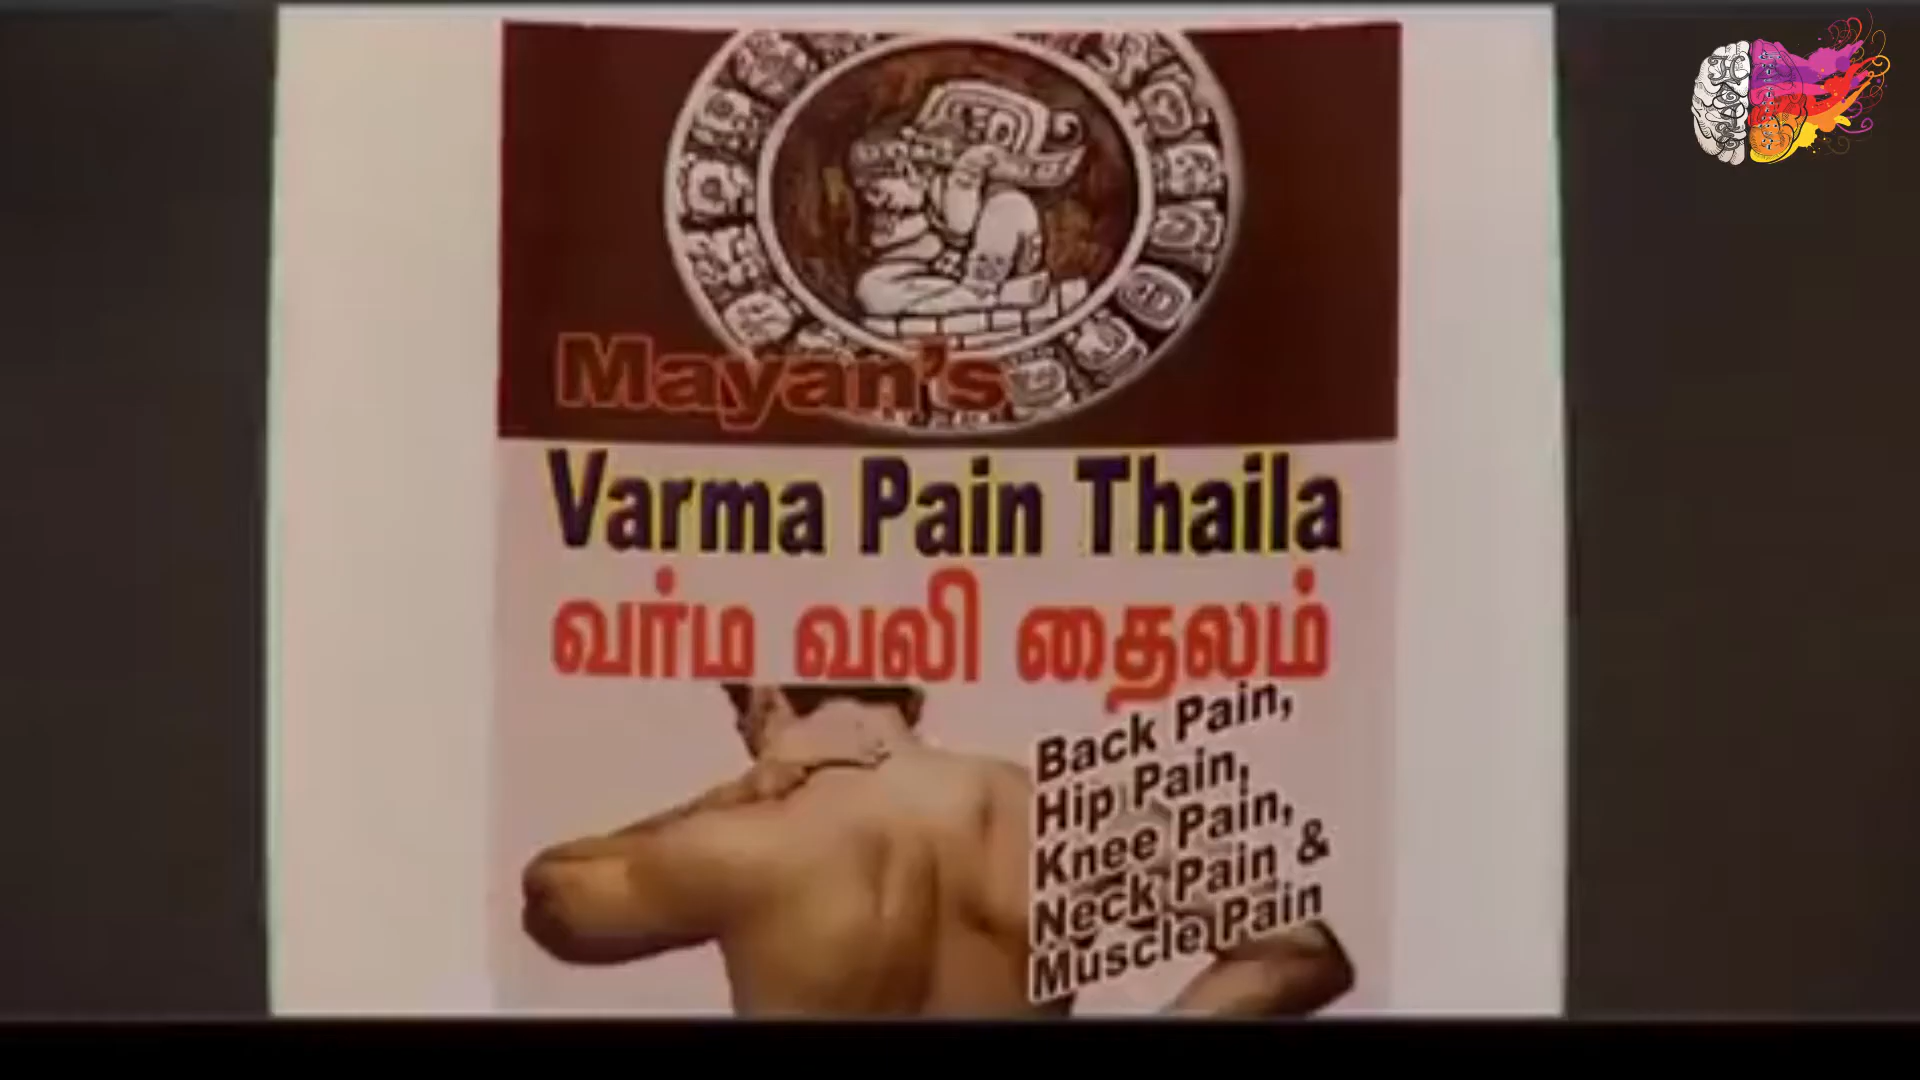 Mayan's
Varma Pain Thaila
வர்ம வலி தைலம்
Back Pain,
Hip Pain,
Knee Pain,
Neck Pain &
Muscle Pain